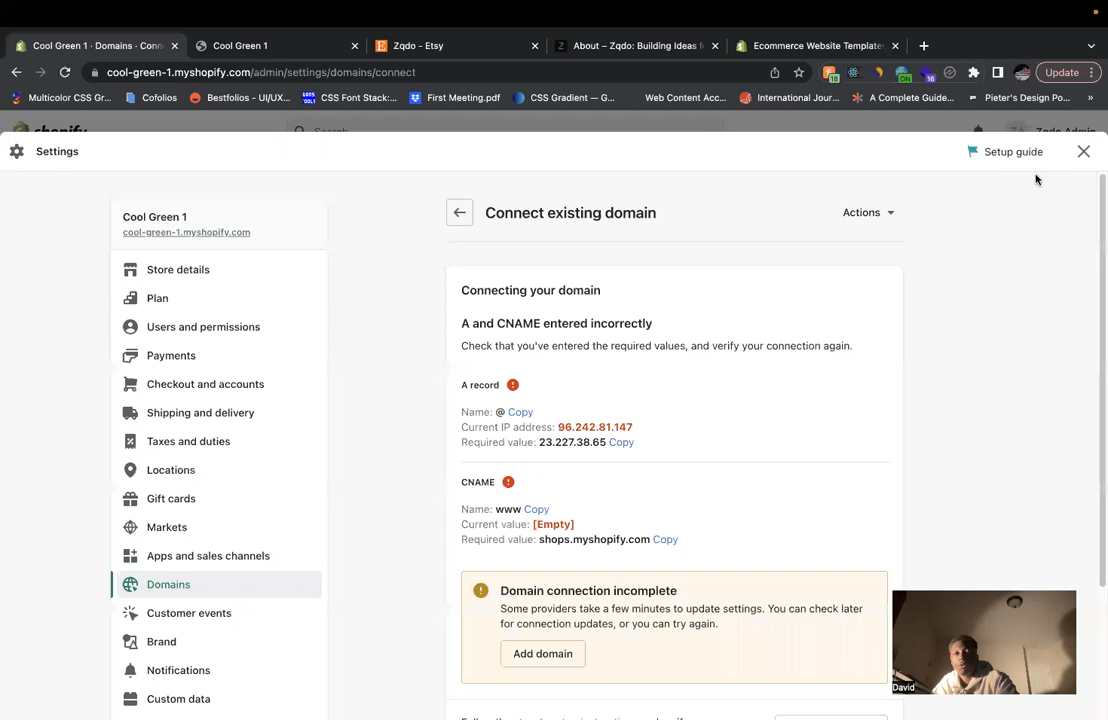 Cool Green 1 · Domains · Conn
Cool Green 1
Zqdo - Etsy
About – Zqdo: Building Ideas f
Ecommerce Website Template
cool-green-1.myshopify.com/admin/settings/domains/connect
18
ON
16
Update
Multicolor CSS Gr...
Cofolios
Bestfolios - UI/UX...
CSS Font Stack:...
First Meeting.pdf
CSS Gradient — G...
Web Content Acc...
International Jour...
A Complete Guide...
Pieter's Design Po...
»
shopify
Search
Zqdo Admin
Settings
Setup guide
Cool Green 1
cool-green-1.myshopify.com
Store details
Plan
Users and permissions
Payments
Checkout and accounts
Shipping and delivery
Taxes and duties
Locations
Gift cards
Markets
Apps and sales channels
Domains
Customer events
Brand
Notifications
Custom data
Connect existing domain
Actions
Connecting your domain
A and CNAME entered incorrectly
Check that you've entered the required values, and verify your connection again.
A record
Name: @ Copy
Current IP address: 96.242.81.147
Required value: 23.227.38.65 Copy
CNAME
Name: www Copy
Current value: [Empty]
Required value: shops.myshopify.com Copy
Domain connection incomplete
Some providers take a few minutes to update settings. You can check later
for connection updates, or you can try again.
Add domain
David